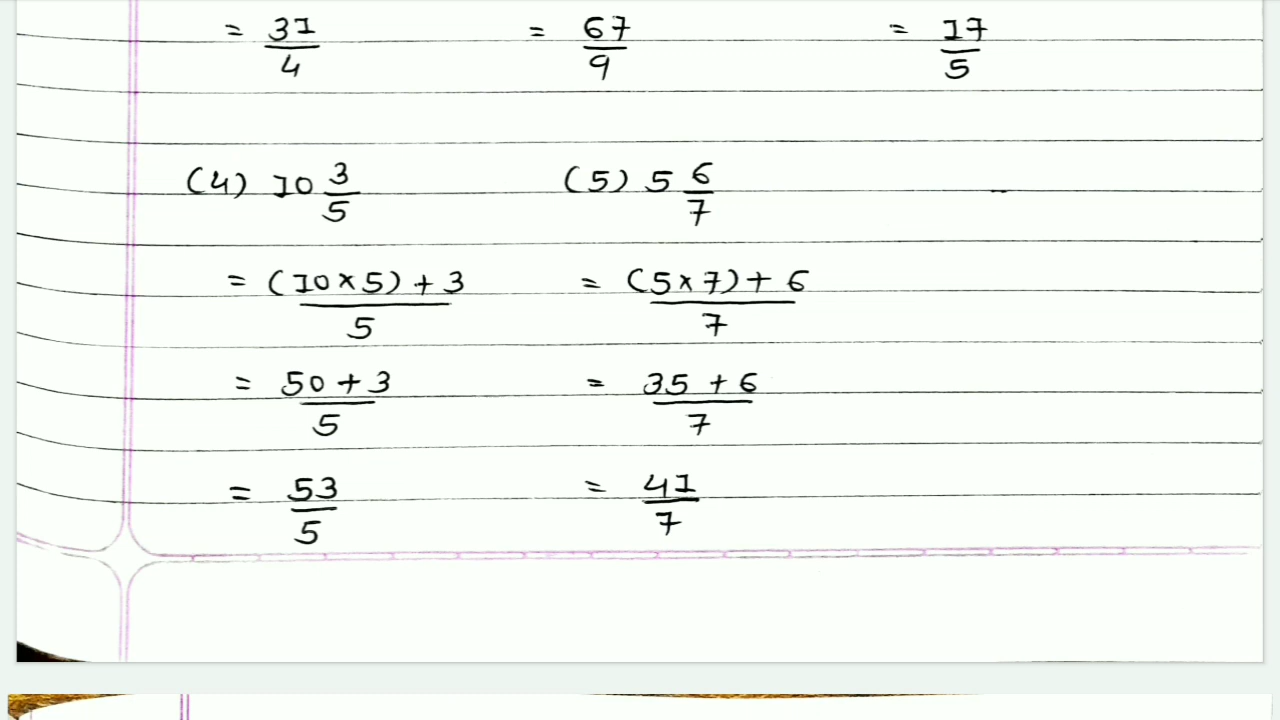 = 31/4 = 67/9 = 17/5
(4) 10 3/5 (5) 5 6/7
= (10×5)+3/5 = (5×7)+6/7
= 50+3/5 = 35+6/7
= 53/5 = 41/7